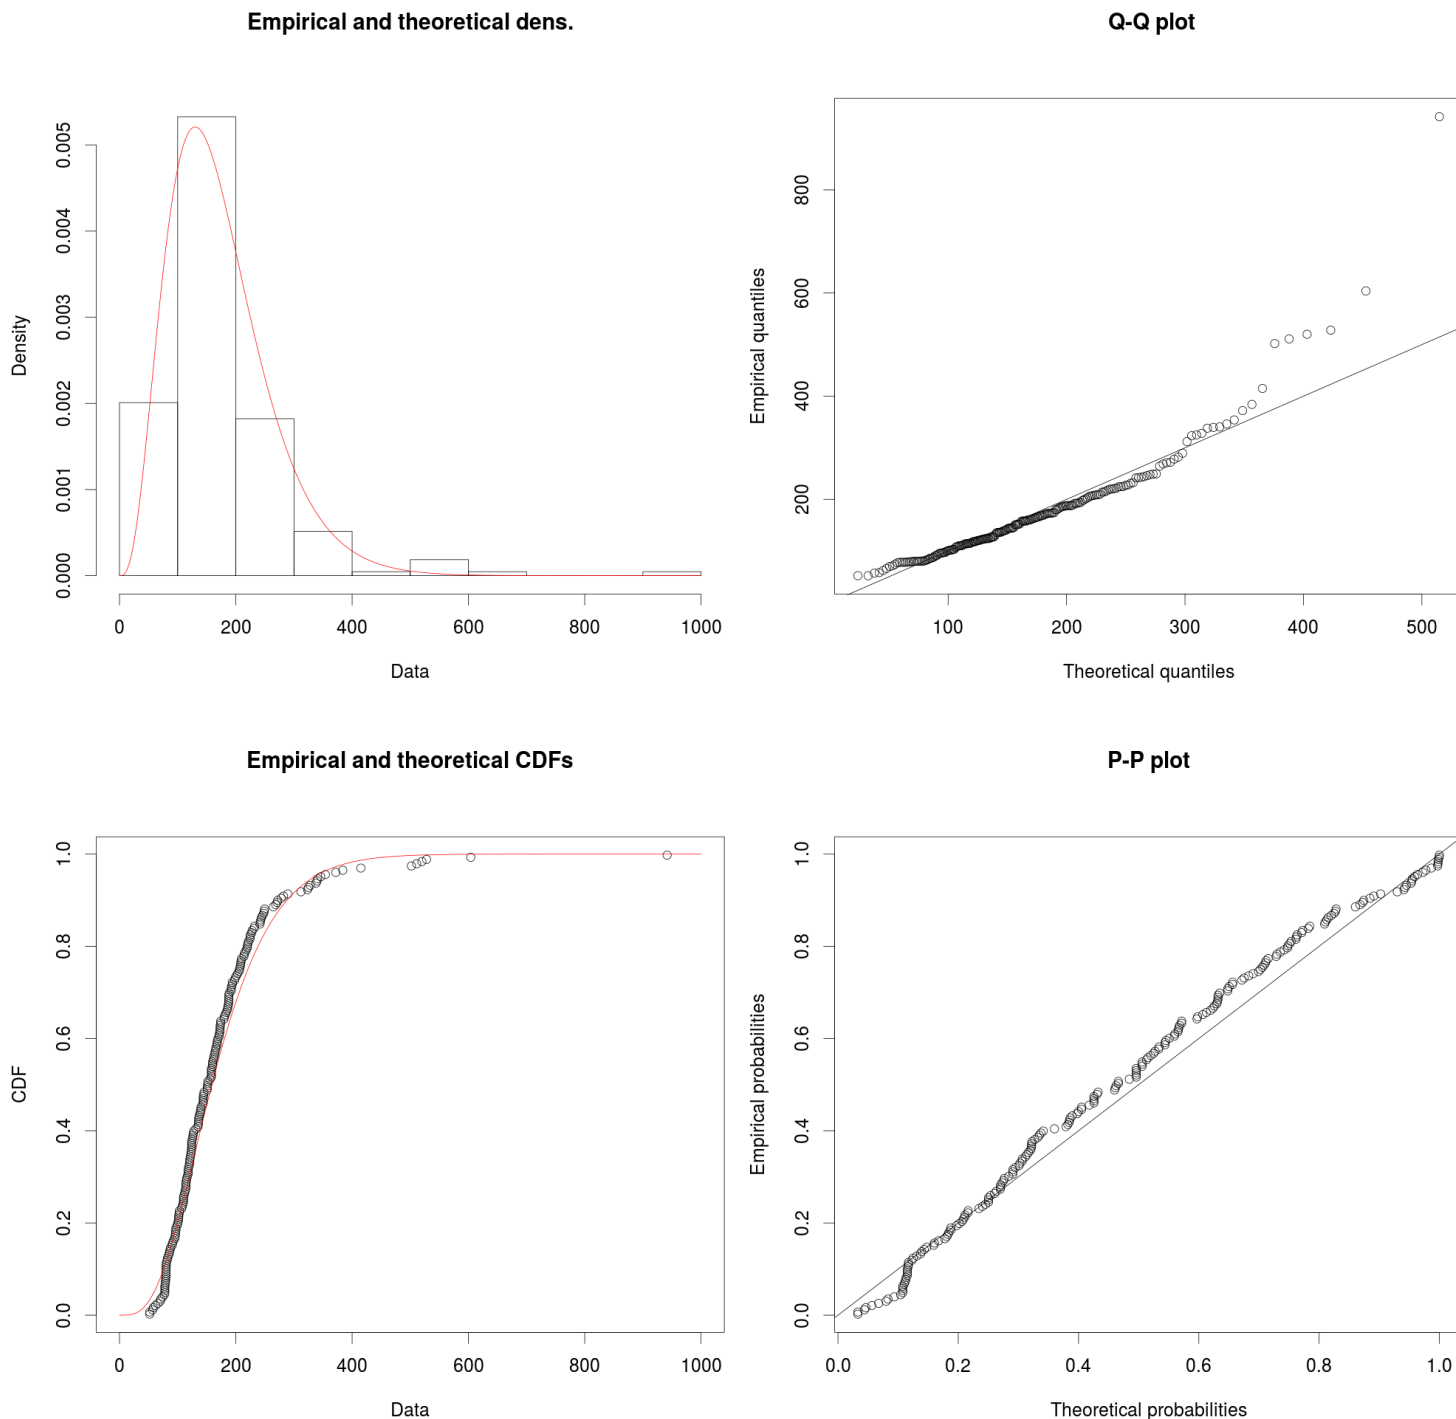 Empirical and theoretical dens.
Density
0.000 0.001 0.002 0.003 0.004 0.005
0 200 400 600 800 1000
Data
Q-Q plot
Empirical quantiles
200 400 600 800
100 200 300 400 500
Theoretical quantiles
Empirical and theoretical CDFs
CDF
0.0 0.2 0.4 0.6 0.8 1.0
0 200 400 600 800 1000
Data
P-P plot
Empirical probabilities
0.0 0.2 0.4 0.6 0.8 1.0
0.0 0.2 0.4 0.6 0.8 1.0
Theoretical probabilities